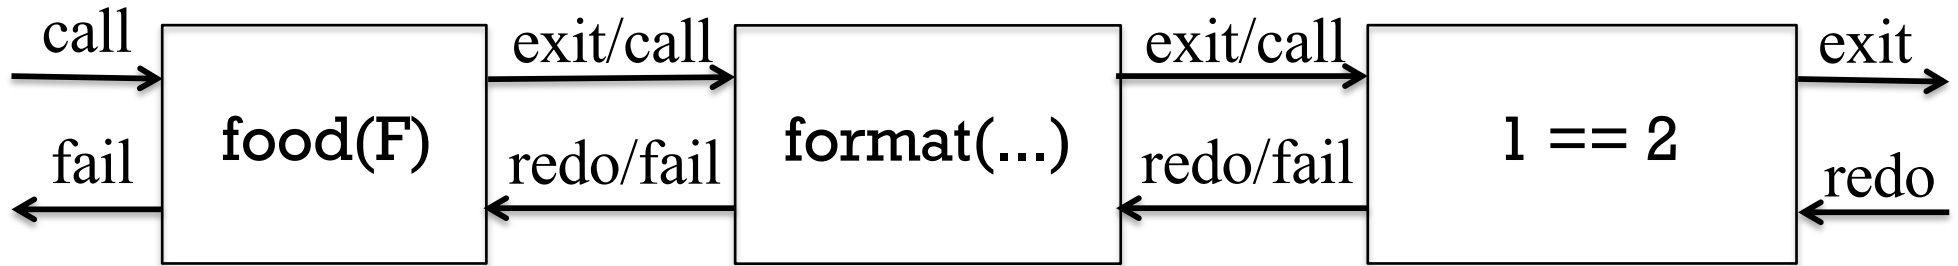 call
exit/call
exit/call
exit
food(F)
format(...)
1 == 2
fail
redo/fail
redo/fail
redo